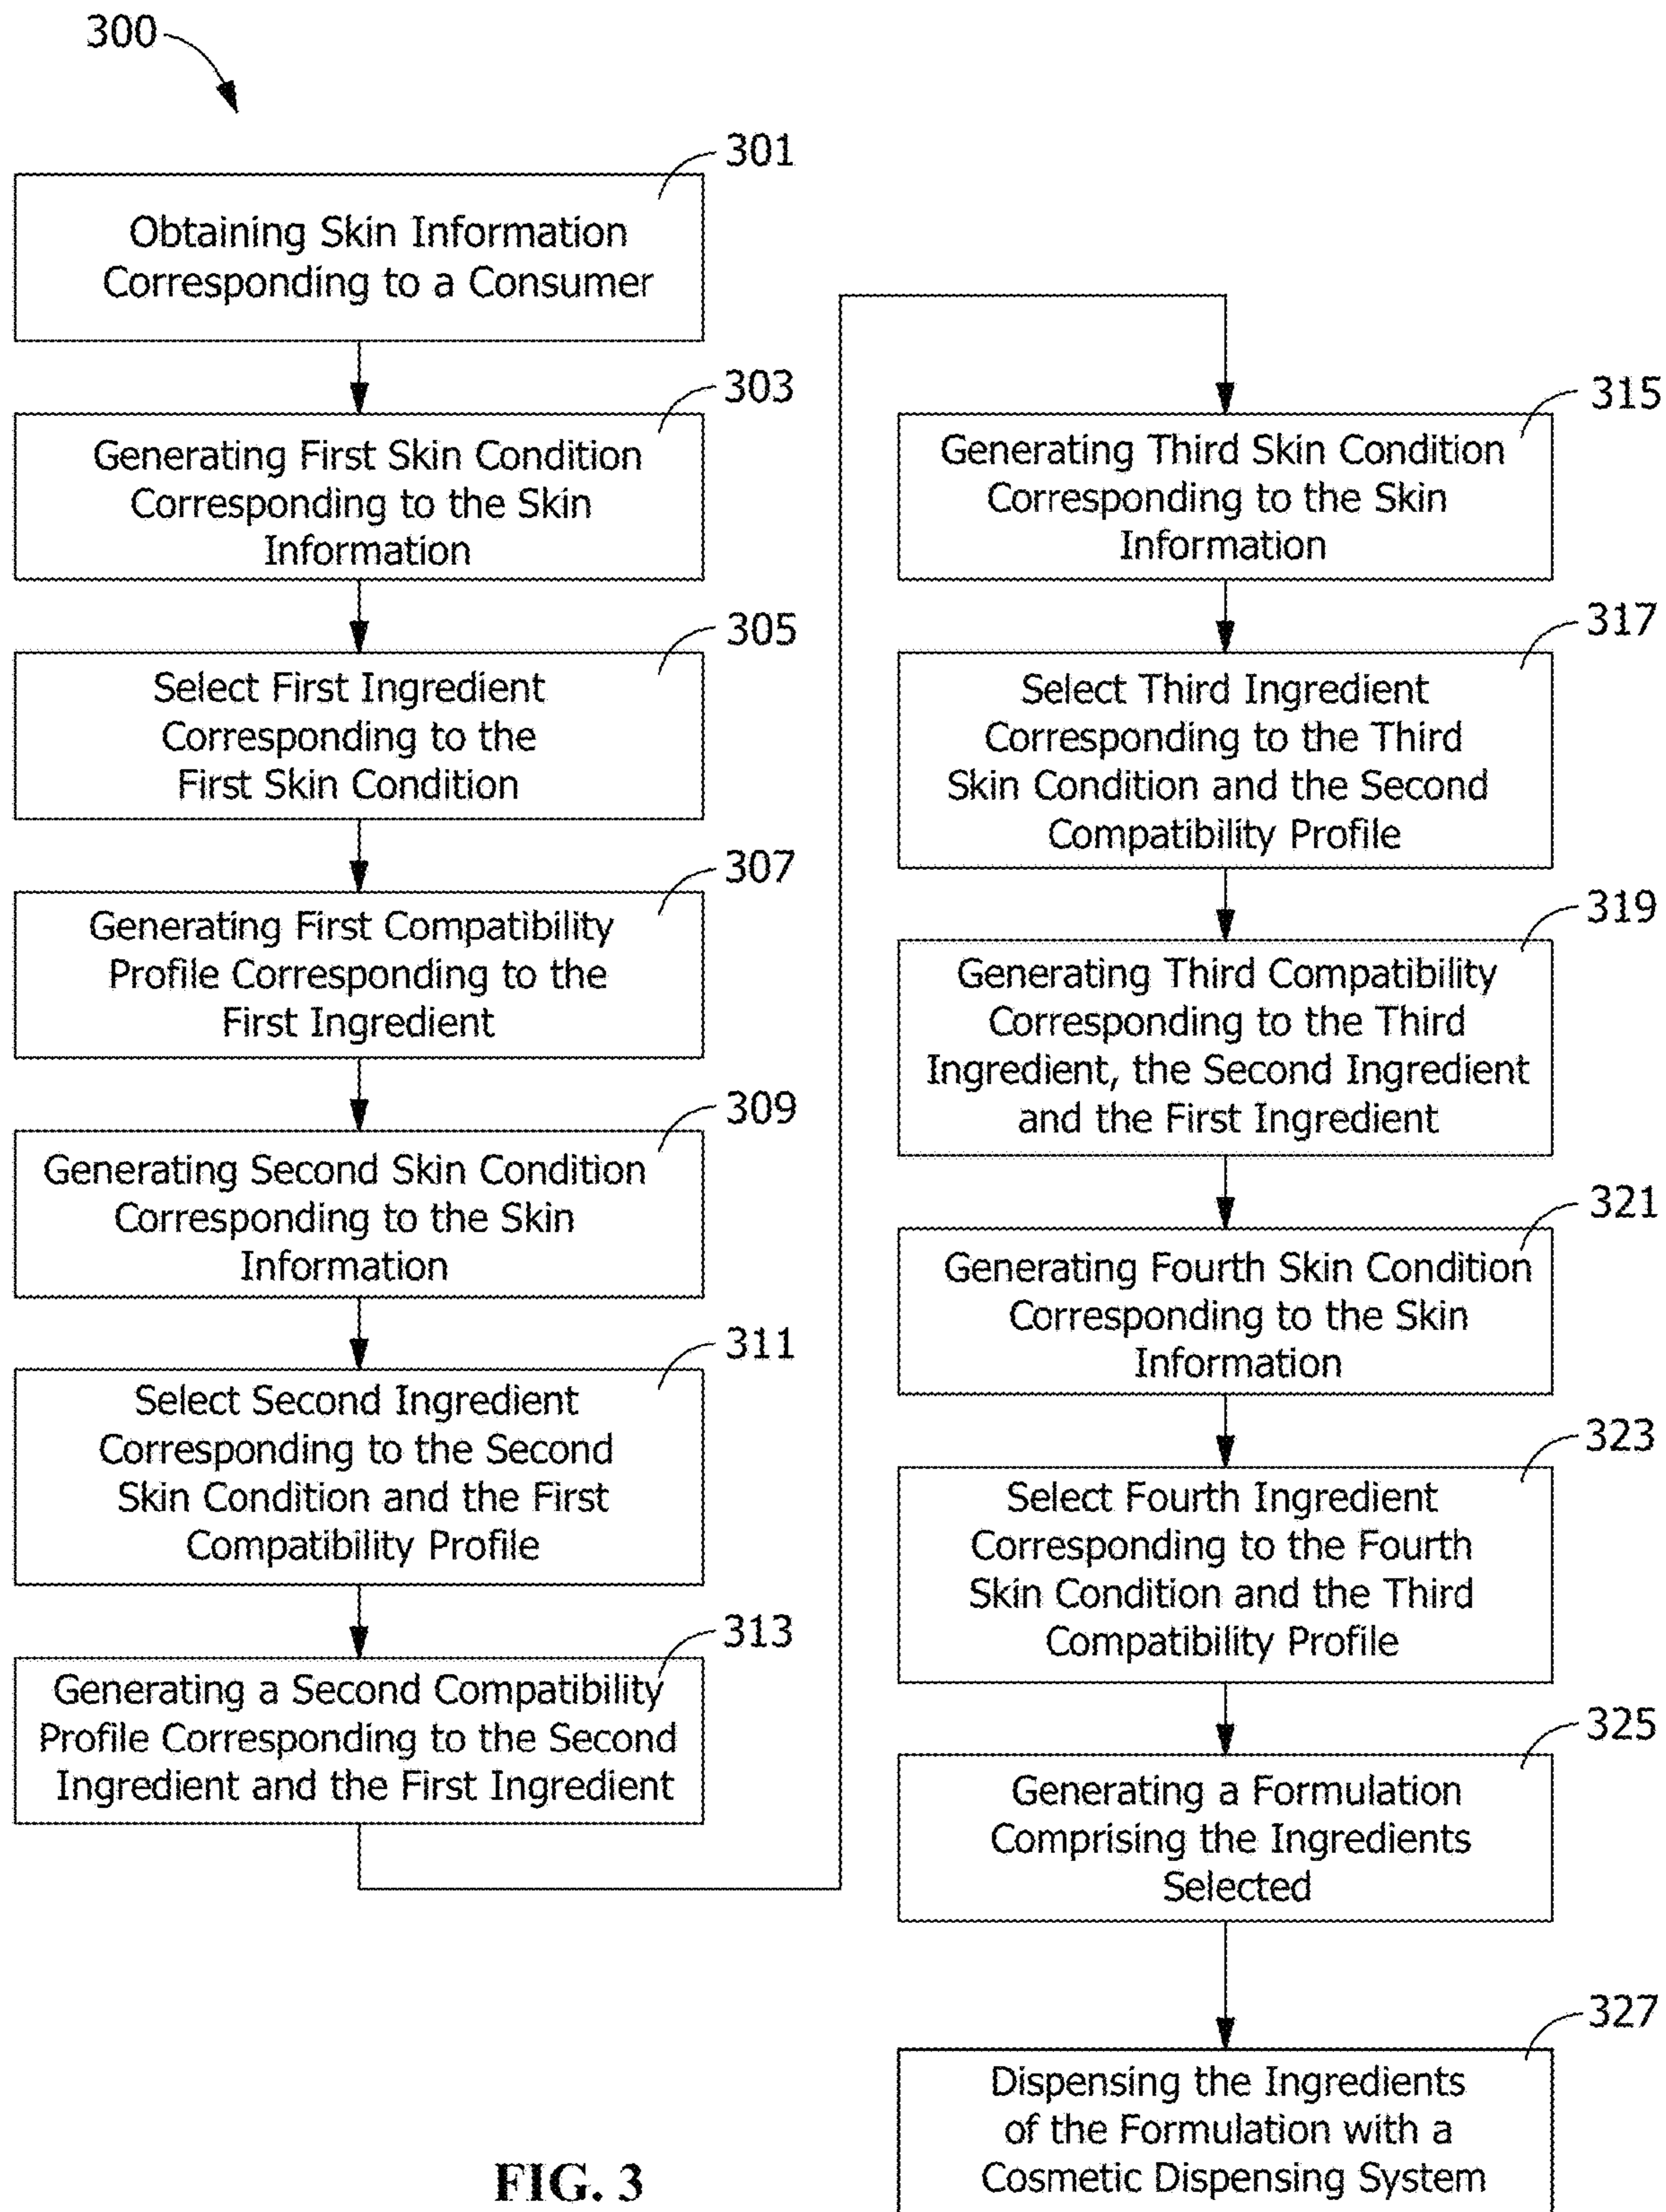 300
301
Obtaining Skin Information
Corresponding to a Consumer
303
Generating First Skin Condition
Corresponding to the Skin
Information
305
Select First Ingredient
Corresponding to the
First Skin Condition
307
Generating First Compatibility
Profile Corresponding to the
First Ingredient
309
Generating Second Skin Condition
Corresponding to the Skin
Information
311
Select Second Ingredient
Corresponding to the Second
Skin Condition and the First
Compatibility Profile
313
Generating a Second Compatibility
Profile Corresponding to the Second
Ingredient and the First Ingredient
315
Generating Third Skin Condition
Corresponding to the Skin
Information
317
Select Third Ingredient
Corresponding to the Third
Skin Condition and the Second
Compatibility Profile
319
Generating Third Compatibility
Corresponding to the Third
Ingredient, the Second Ingredient
and the First Ingredient
321
Generating Fourth Skin Condition
Corresponding to the Skin
Information
323
Select Fourth Ingredient
Corresponding to the Fourth
Skin Condition and the Third
Compatibility Profile
325
Generating a Formulation
Comprising the Ingredients
Selected
327
Dispensing the Ingredients
of the Formulation with a
Cosmetic Dispensing System
FIG. 3